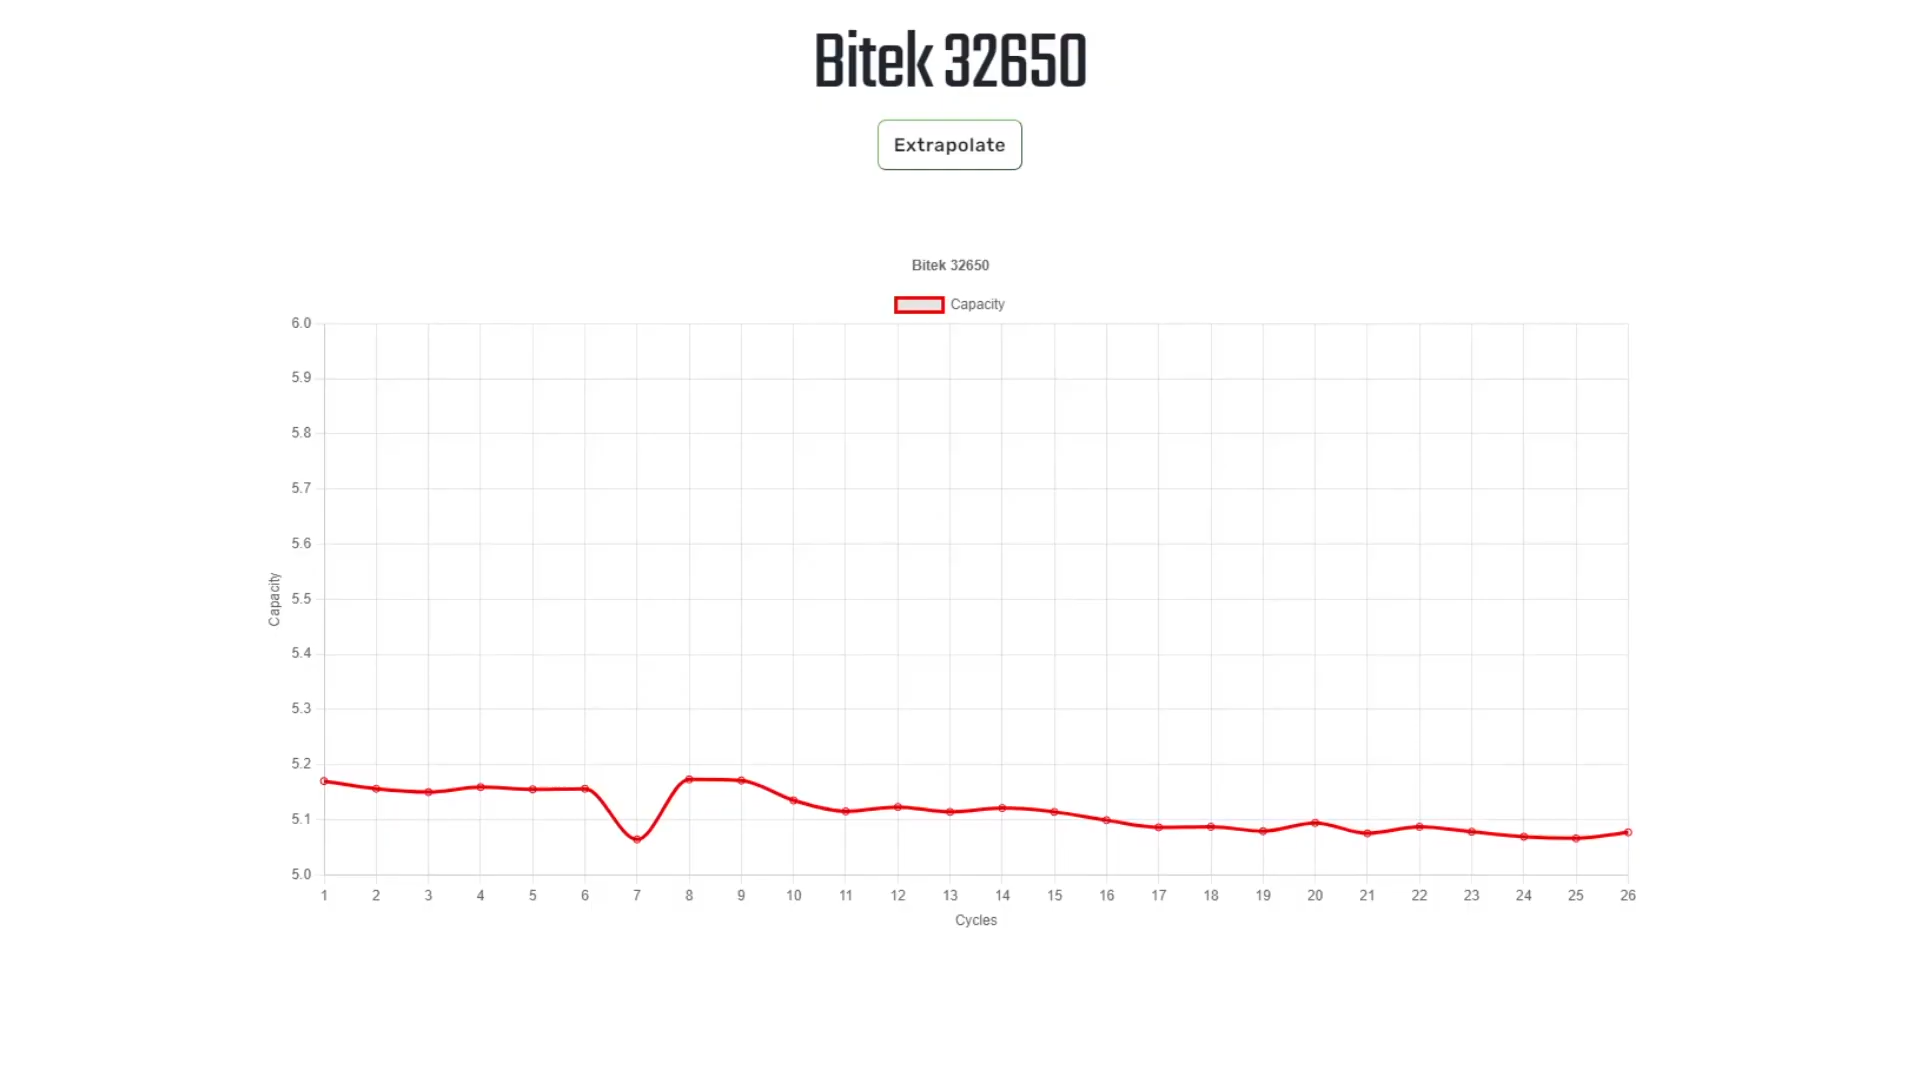 Bitek 32650
Extrapolate
Bitek 32650
Capacity
6.0
5.9
5.8
5.7
5.6
5.5
5.4
5.3
5.2
5.1
5.0
Capacity
1 2 3 4 5 6 7 8 9 10 11 12 13 14 15 16 17 18 19 20 21 22 23 24 25 26
Cycles